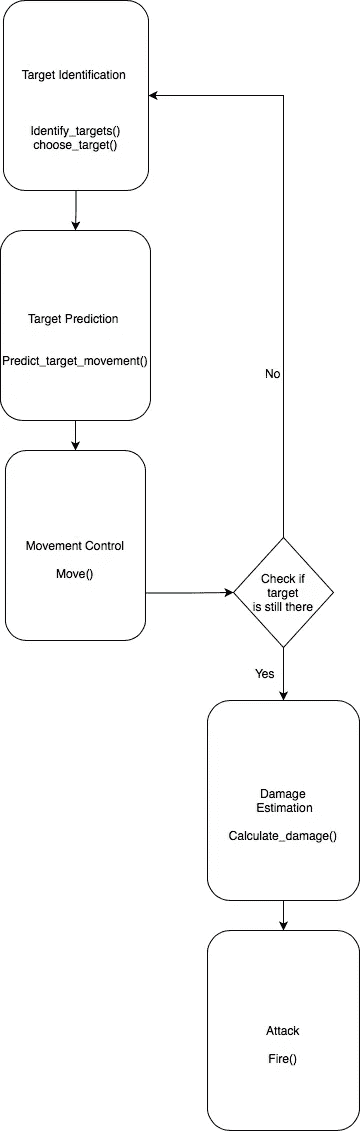 Target Identification
Identify_targets()
choose_target()
Target Prediction
Predict_target_movement()
No
Movement Control
Move()
Check if
target
is still there
Yes
Damage
Estimation
Calculate_damage()
Attack
Fire()